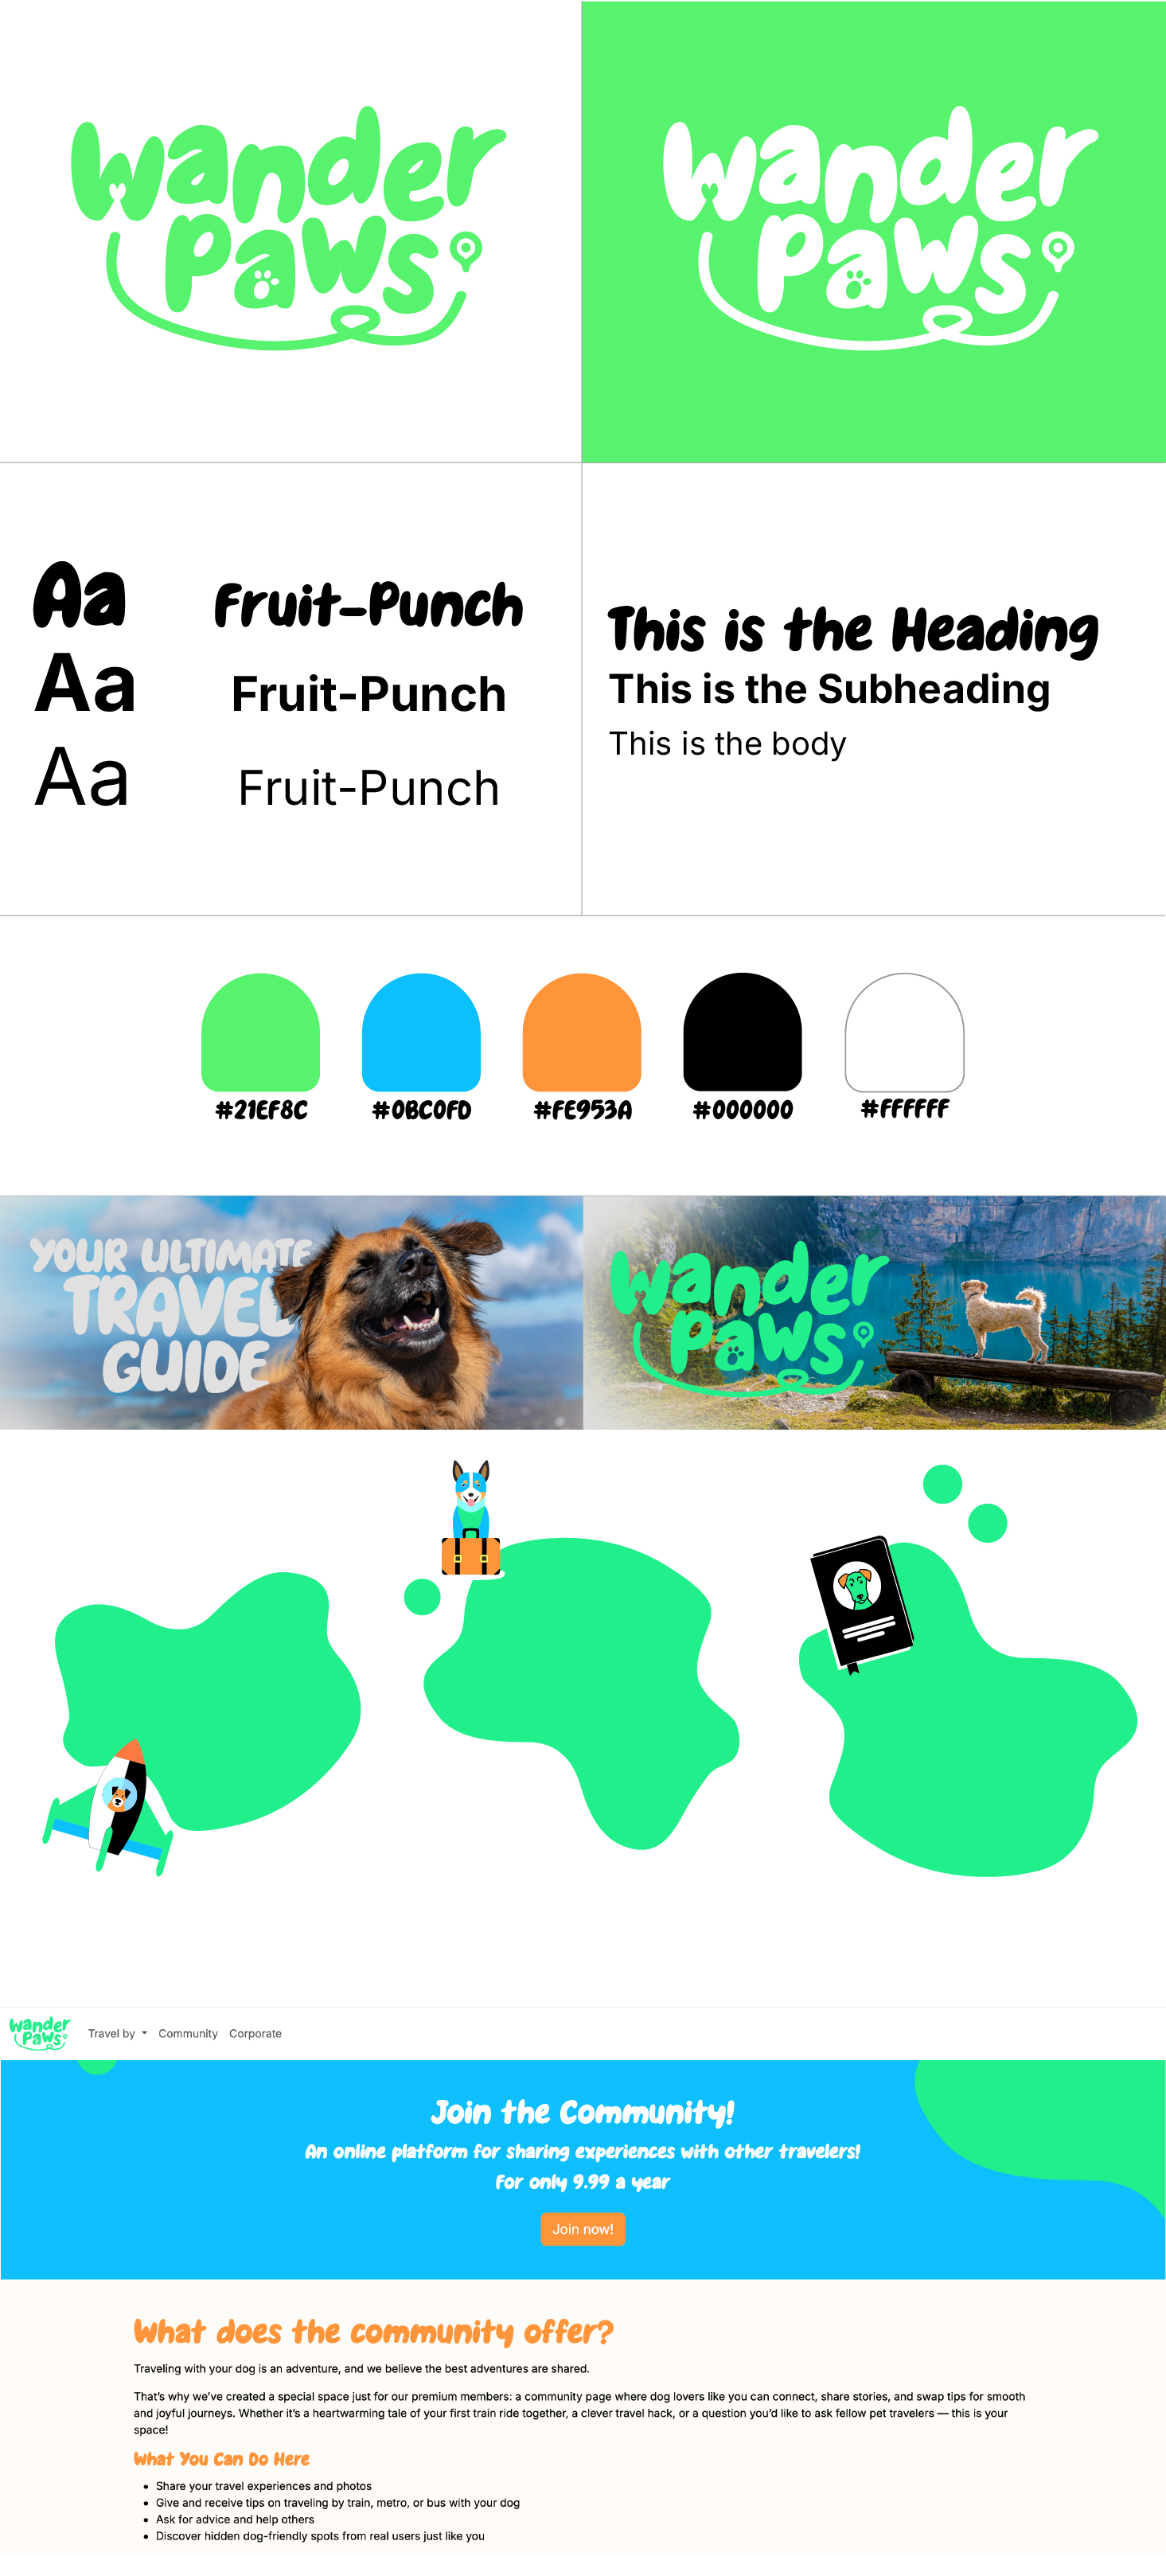 wander
paws
wander
paws
Aa Fruit-Punch
Aa Fruit-Punch
Aa Fruit-Punch
This is the Heading
This is the Subheading
This is the body
#21EF8C #0BC0FD #FE953A #000000 #FFFFFF
YOUR ULTIMATE
TRAVEL
GUIDE
wander
paws
wander
paws
Travel by Community Corporate
Join the Community!
An online platform for sharing experiences with other travelers!
For only 9.99 a year
Join now!
What does the community offer?
Traveling with your dog is an adventure, and we believe the best adventures are shared.
That’s why we’ve created a special space just for our premium members: a community page where dog lovers like you can connect, share stories, and swap tips for smooth
and joyful journeys. Whether it’s a heartwarming tale of your first train ride together, a clever travel hack, or a question you’d like to ask fellow pet travelers — this is your
space!
What You Can Do Here
• Share your travel experiences and photos
• Give and receive tips on traveling by train, metro, or bus with your dog
• Ask for advice and help others
• Discover hidden dog-friendly spots from real users just like you